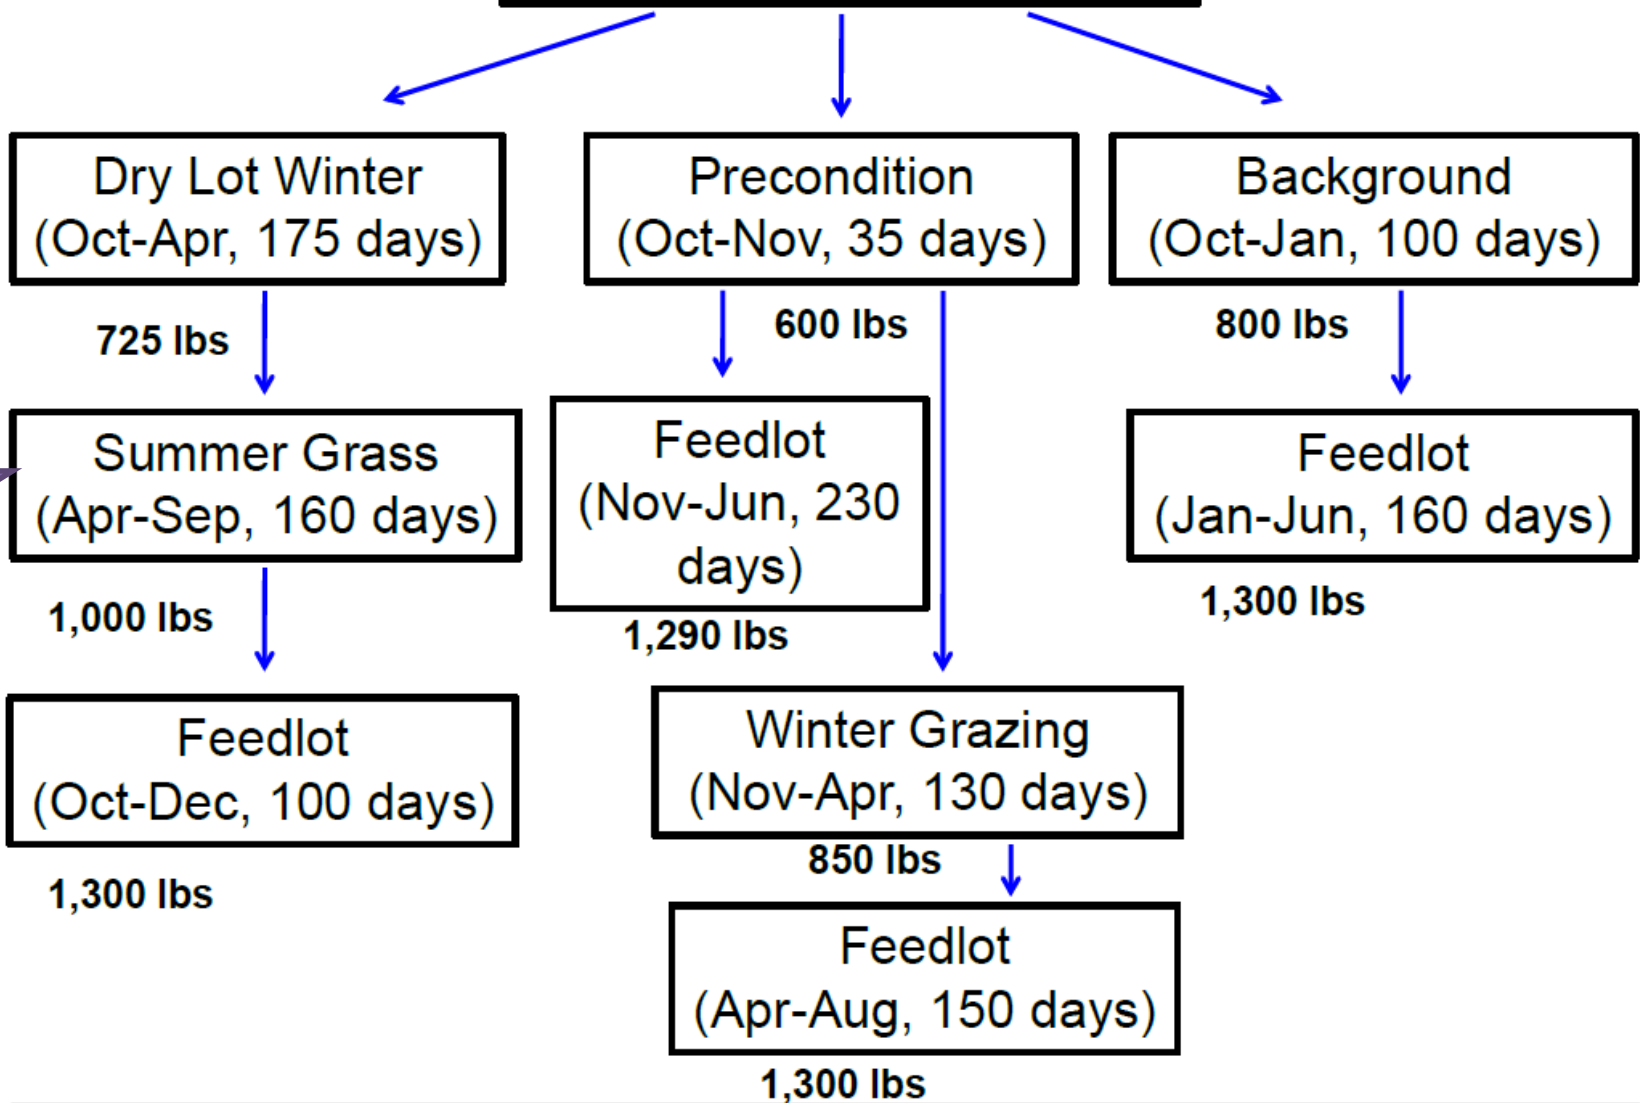 Dry Lot Winter
(Oct-Apr, 175 days)
Precondition
(Oct-Nov, 35 days)
Background
(Oct-Jan, 100 days)
725 lbs
600 lbs
800 lbs
Summer Grass
(Apr-Sep, 160 days)
Feedlot
(Nov-Jun, 230
days)
Feedlot
(Jan-Jun, 160 days)
1,000 lbs
1,290 lbs
1,300 lbs
Feedlot
(Oct-Dec, 100 days)
Winter Grazing
(Nov-Apr, 130 days)
1,300 lbs
850 lbs
Feedlot
(Apr-Aug, 150 days)
1,300 lbs